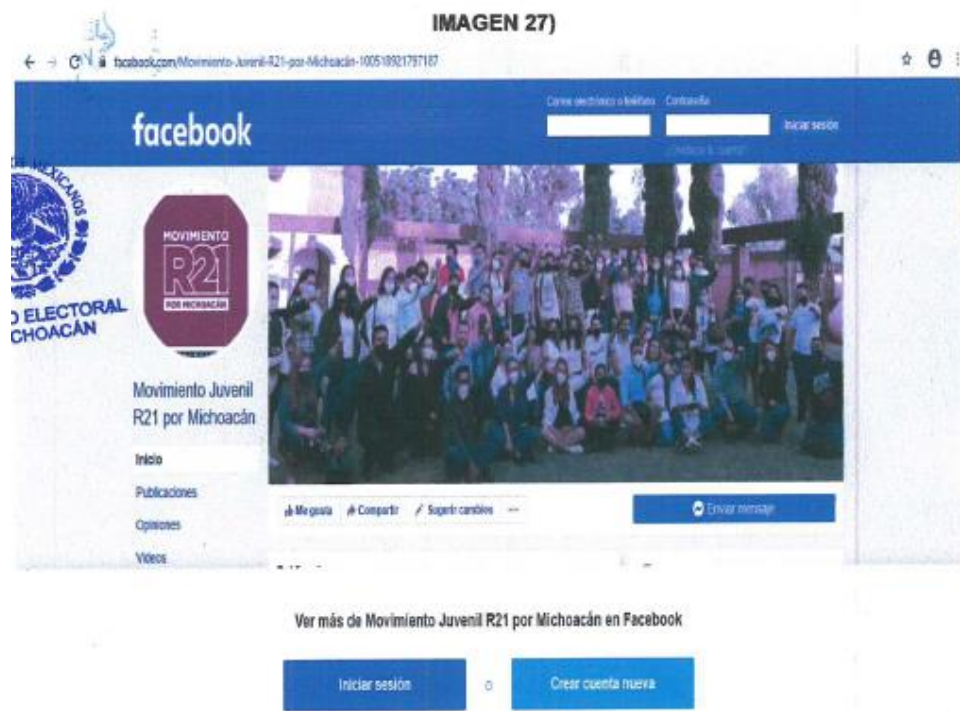 IMAGEN 27)
facebook.com/Movimiento-Juvenil-R21-por-Michoacán-100518921797187
Correo electrónico o teléfono Contraseña
facebook
Iniciar sesión
MEXICANOS
MOVIMIENTO
R21
POR MICHOACÁN
ELECTORAL
Movimiento Juvenil
R21 por Michoacán
Inicio
Publicaciones
Opiniones
Videos
Me gusta Compartir Sugerir cambios ...
Enviar mensaje
Ver más de Movimiento Juvenil R21 por Michoacán en Facebook
Iniciar sesión o Crear cuenta nueva